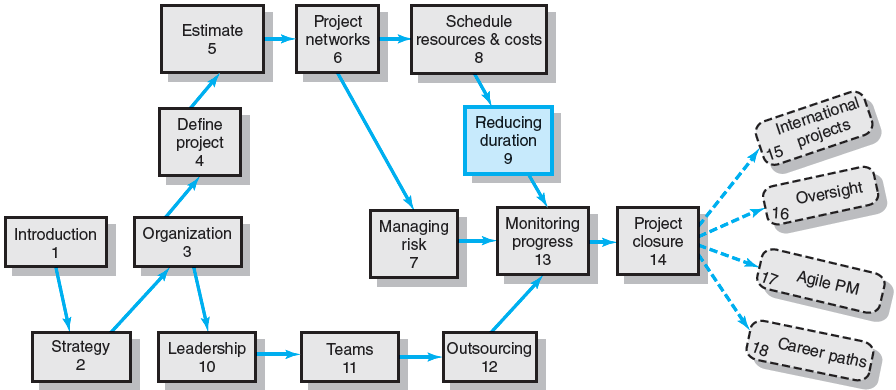 Estimate
5
Project
networks
6
Schedule
resources & costs
8
Define
project
4
Reducing
duration
9
International
projects
15
Oversight
16
Introduction
1
Organization
3
Managing
risk
7
Monitoring
progress
13
Project
closure
14
Agile PM
17
Strategy
2
Leadership
10
Teams
11
Outsourcing
12
Career paths
18